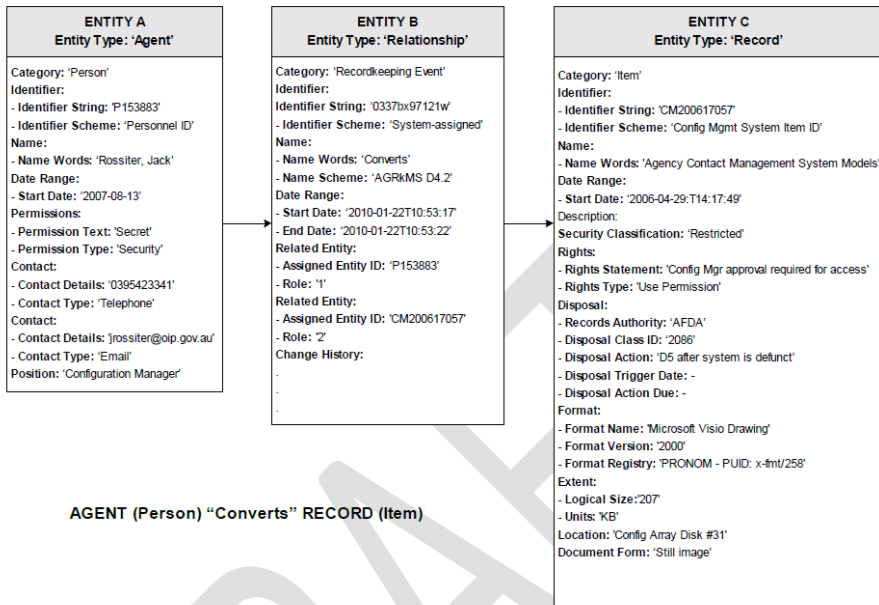 ENTITY A
Entity Type: ‘Agent’
Category: ‘Person’
Identifier:
- Identifier String: ‘P153883’
- Identifier Scheme: ‘Personnel ID’
Name:
- Name Words: ‘Rossiter, Jack’
Date Range:
- Start Date: ‘2007-08-13’
Permissions:
- Permission Text: ‘Secret’
- Permission Type: ‘Security’
Contact:
- Contact Details: ‘0395423341’
- Contact Type: ‘Telephone’
Contact:
- Contact Details: ‘jrossiter@oip.gov.au’
- Contact Type: ‘Email’
Position: ‘Configuration Manager’
ENTITY B
Entity Type: ‘Relationship’
Category: ‘Recordkeeping Event’
Identifier:
Identifier String: ‘0337bx97121w’
- Identifier Scheme: ‘System-assigned’
Name:
- Name Words: ‘Converts’
- Name Scheme: ‘AGRkMS D4.2’
Date Range:
- Start Date: ‘2010-01-22T10:53:17’
- End Date: ‘2010-01-22T10:53:22’
Related Entity:
- Assigned Entity ID: ‘P153883’
- Role: ‘1’
Related Entity:
- Assigned Entity ID: ‘CM200617057’
- Role: ‘2’
Change History:
.
.
.
ENTITY C
Entity Type: ‘Record’
Category: ‘Item’
Identifier:
- Identifier String: ‘CM200617057’
- Identifier Scheme: ‘Config Mgmt System Item ID’
Name:
- Name Words: ‘Agency Contact Management System Models’
Date Range:
- Start Date: ‘2006-04-29:T14:17:49’
Description:
Security Classification: ‘Restricted’
Rights:
- Rights Statement: ‘Config Mgr approval required for access’
- Rights Type: ‘Use Permission’
Disposal:
- Records Authority: ‘AFDA’
- Disposal Class ID: ‘2086’
- Disposal Action: ‘D5 after system is defunct’
- Disposal Trigger Date: -
- Disposal Action Due: -
Format:
- Format Name: ‘Microsoft Visio Drawing’
- Format Version: ‘2000’
- Format Registry: ‘PRONOM - PUID: x-fmt/258’
Extent:
- Logical Size:‘207’
- Units: ‘KB’
Location: ‘Config Array Disk #31’
Document Form: ‘Still image’
AGENT (Person) “Converts” RECORD (Item)